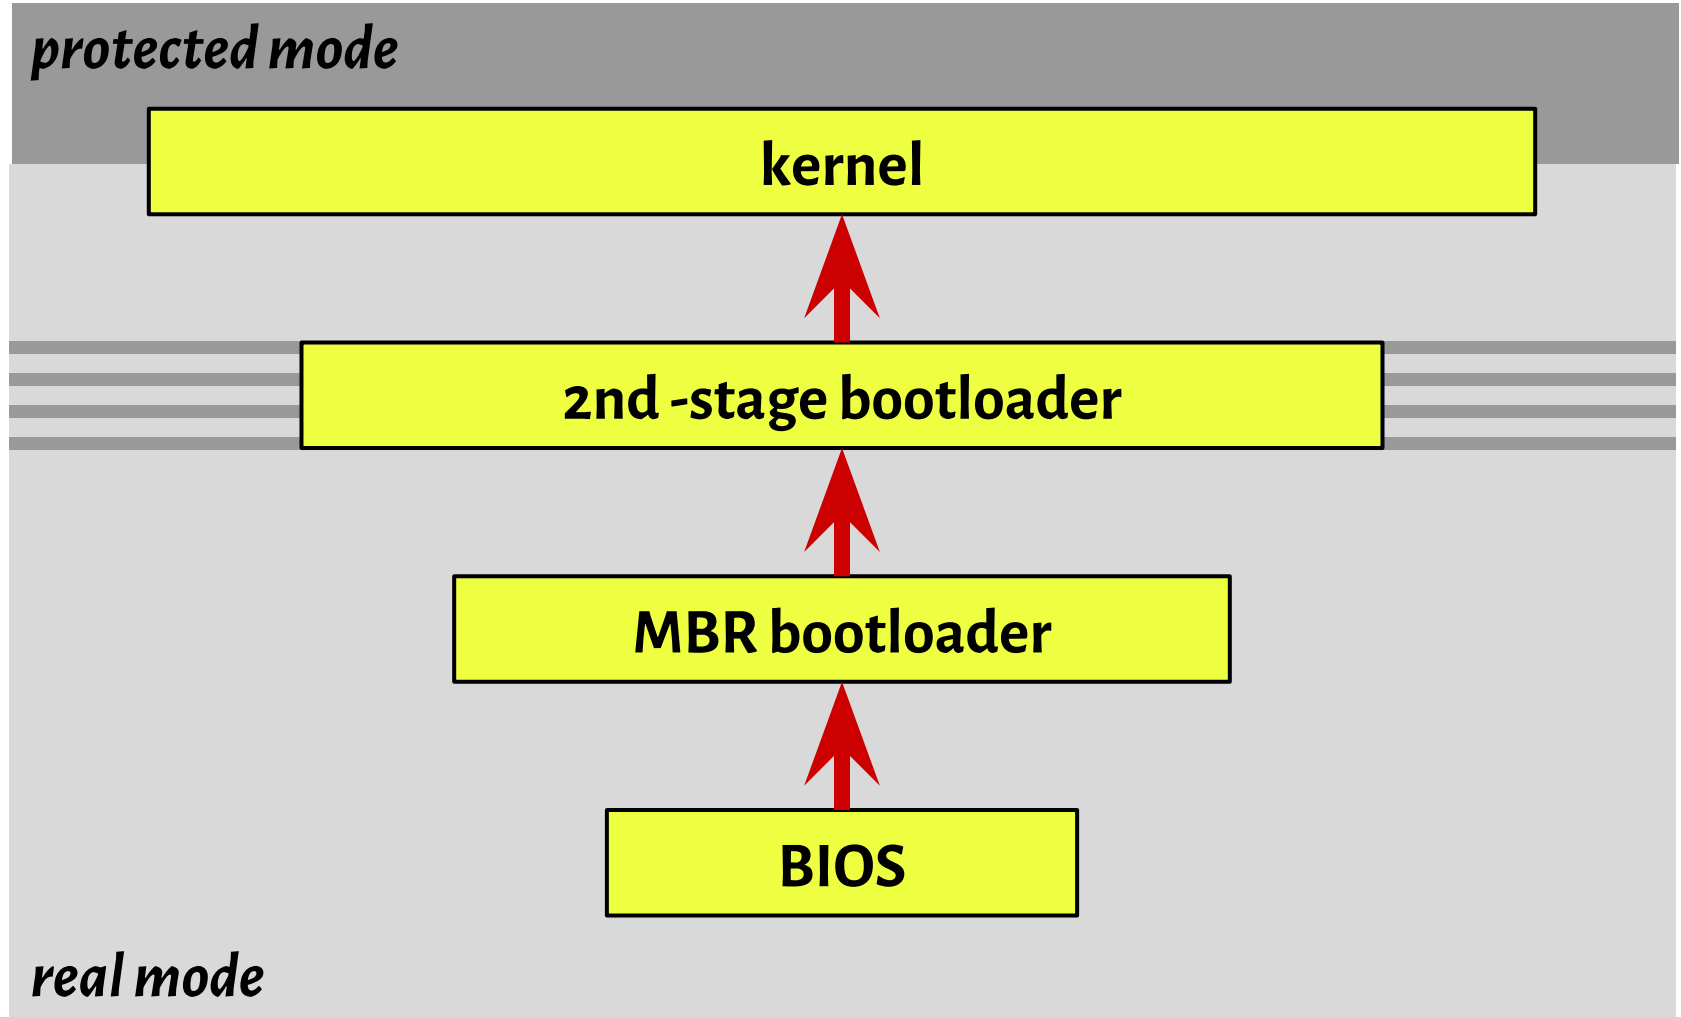 protected mode
kernel
2nd -stage bootloader
MBR bootloader
BIOS
real mode